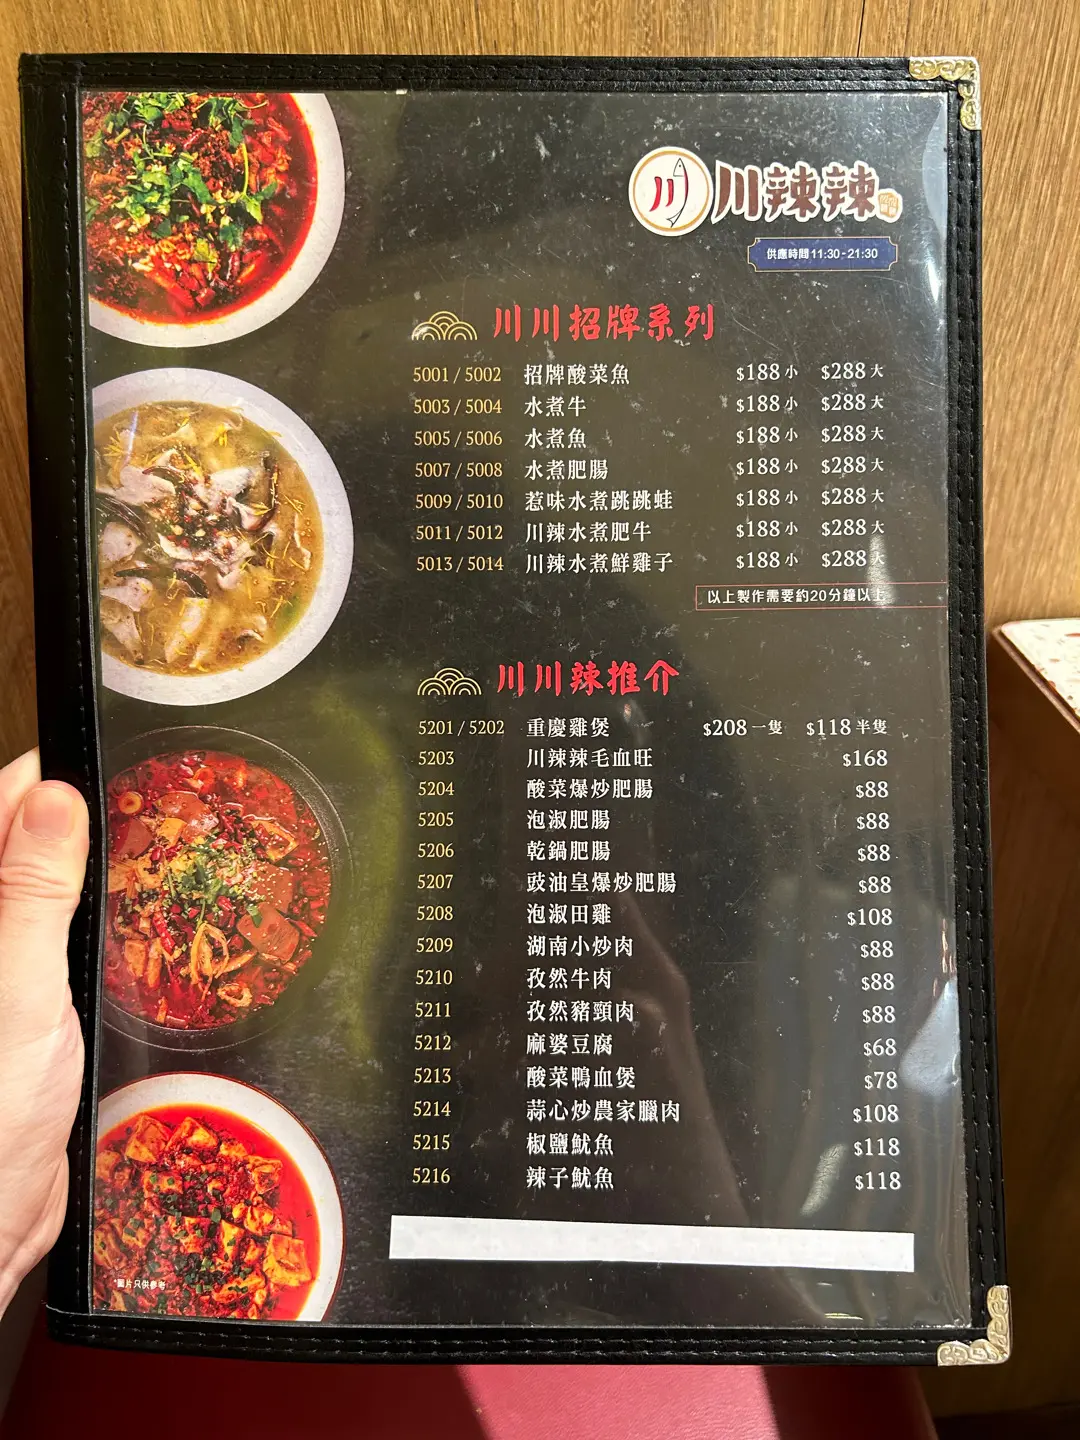 川
川辣辣
供應時間11:30-21:30
川川招牌系列
5001 / 5002 招牌酸菜魚 $188 小 $288 大
5003 / 5004 水煮牛 $188 小 $288 大
5005 / 5006 水煮魚 $188 小 $288 大
5007 / 5008 水煮肥腸 $188 小 $288 大
5009 / 5010 惹味水煮跳跳蛙 $188 小 $288 大
5011 / 5012 川辣水煮肥牛 $188 小 $288 大
5013 / 5014 川辣水煮鮮雞子 $188 小 $288 大
以上製作需要約20分鐘以上
川川辣推介
5201 / 5202 重慶雞煲 $208 一隻 $118 半隻
5203 川辣辣毛血旺 $168
5204 酸菜爆炒肥腸 $88
5205 泡淑肥腸 $88
5206 乾鍋肥腸 $88
5207 豉油皇爆炒肥腸 $88
5208 泡淑田雞 $108
5209 湖南小炒肉 $88
5210 孜然牛肉 $88
5211 孜然豬頸肉 $88
5212 麻婆豆腐 $68
5213 酸菜鴨血煲 $78
5214 蒜心炒農家臘肉 $108
5215 椒鹽魷魚 $118
5216 辣子魷魚 $118
*圖片只供參考